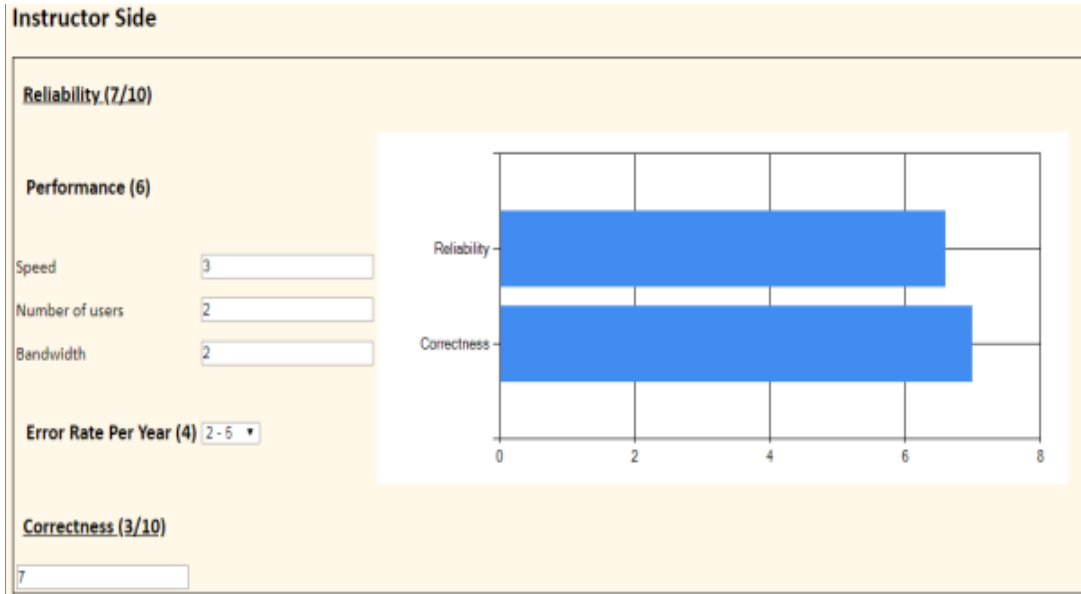 Instructor Side
Reliability (7/10)
Performance (6)
Speed 3
Number of users 2
Bandwidth 2
Error Rate Per Year (4) 2 - 5
Correctness (3/10)
7
Reliability
Correctness
0 2 4 6 8